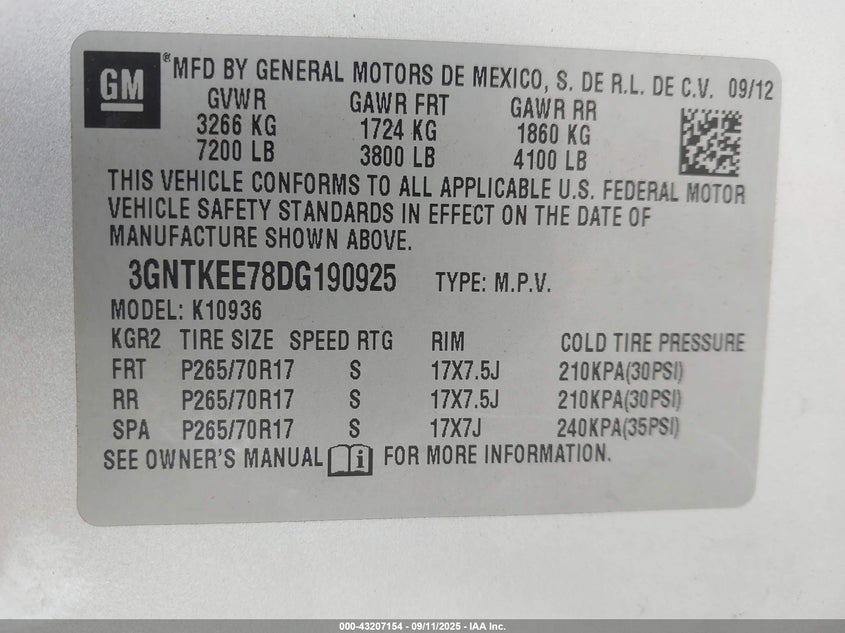 GM
® MFD BY GENERAL MOTORS DE MEXICO, S. DE R.L. DE C.V. 09/12
GVWR GAWR FRT GAWR RR
3266 KG 1724 KG 1860 KG
7200 LB 3800 LB 4100 LB
THIS VEHICLE CONFORMS TO ALL APPLICABLE U.S. FEDERAL MOTOR
VEHICLE SAFETY STANDARDS IN EFFECT ON THE DATE OF
MANUFACTURE SHOWN ABOVE.
3GNTKEE78DG190925 TYPE: M.P.V.
MODEL: K10936
KGR2 TIRE SIZE SPEED RTG RIM COLD TIRE PRESSURE
FRT P265/70R17 S 17X7.5J 210KPA(30PSI)
RR P265/70R17 S 17X7.5J 210KPA(30PSI)
SPA P265/70R17 S 17X7J 240KPA(35PSI)
SEE OWNER'S MANUAL FOR MORE INFORMATION.
000-43207154 - 09/11/2025 - IAA Inc.